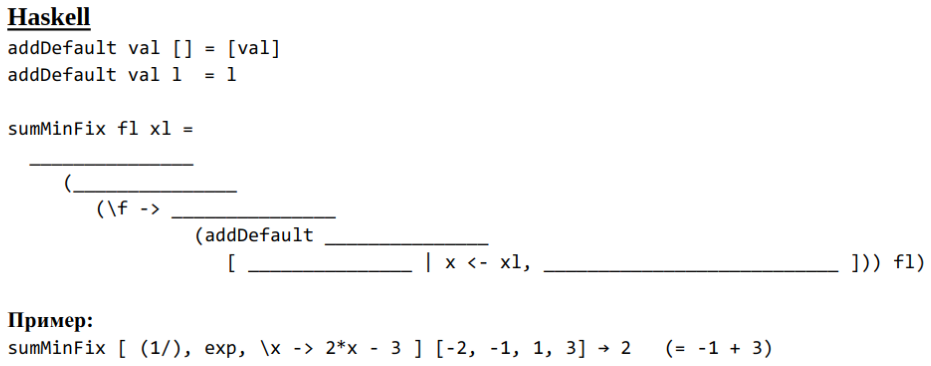 Haskell
addDefault val [] = [val]
addDefault val l  = l
sumMinFix fl xl =
_______________
(_______________
(\f -> _______________
(addDefault _______________
[ _______________ | x <- xl, ___________________________ ])) fl)
Пример:
sumMinFix [ (1/), exp, \x -> 2*x - 3 ] [-2, -1, 1, 3] → 2   (= -1 + 3)